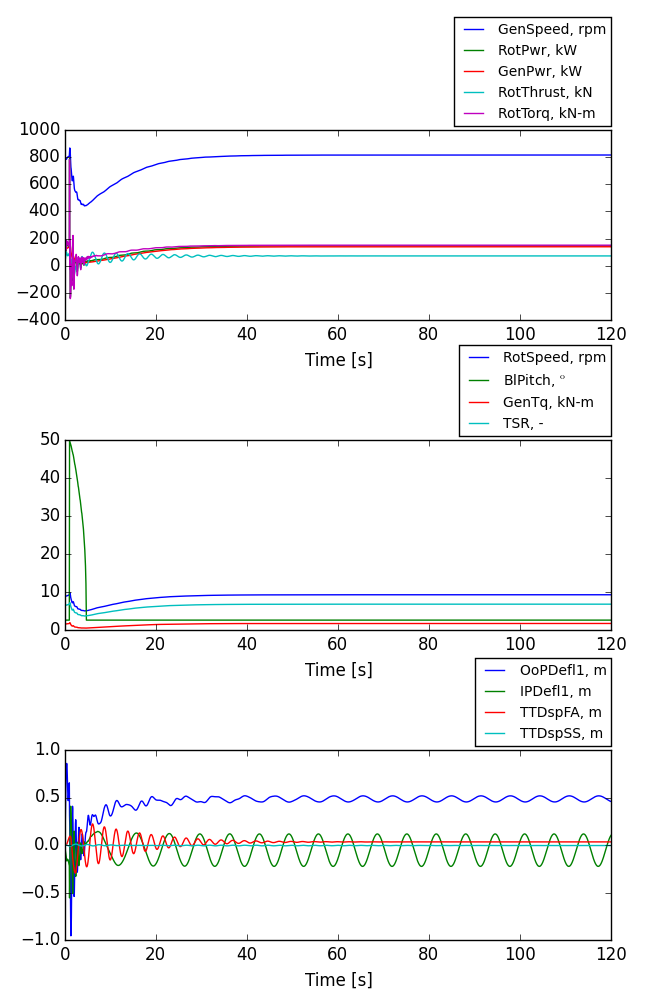 GenSpeed, rpm
RotPwr, kW
GenPwr, kW
RotThrust, kN
RotTorq, kN-m
1000
800
600
400
200
0
−200
−400
0 20 40 60 80 100 120
Time [s]
RotSpeed, rpm
BlPitch, °
GenTq, kN-m
TSR, -
50
40
30
20
10
0
0 20 40 60 80 100 120
Time [s]
OoPDefl1, m
IPDefl1, m
TTDspFA, m
TTDspSS, m
1.0
0.5
0.0
−0.5
−1.0
0 20 40 60 80 100 120
Time [s]